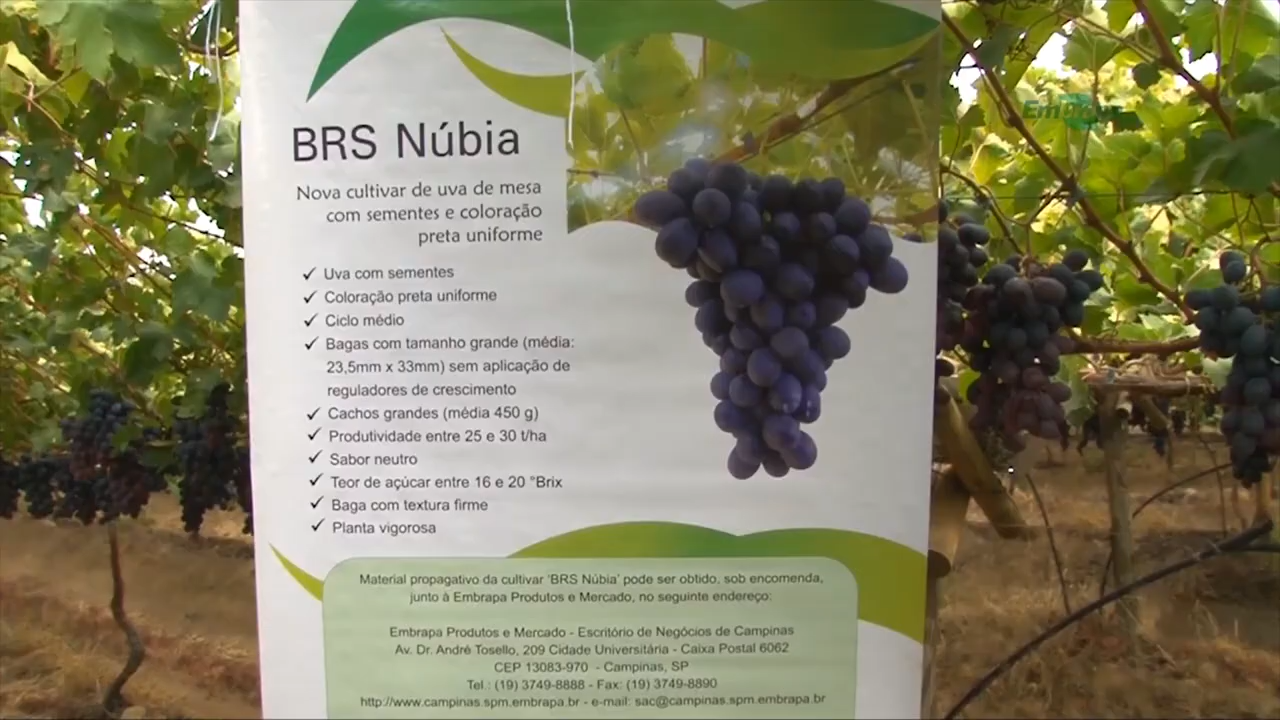 BRS Núbia
Nova cultivar de uva de mesa
com sementes e coloração
preta uniforme
✓ Uva com sementes
✓ Coloração preta uniforme
✓ Ciclo médio
✓ Bagas com tamanho grande (média:
23,5mm x 33mm) sem aplicação de
reguladores de crescimento
✓ Cachos grandes (média 450 g)
✓ Produtividade entre 25 e 30 t/ha
✓ Sabor neutro
✓ Teor de açúcar entre 16 e 20 °Brix
✓ Baga com textura firme
✓ Planta vigorosa
Material propagativo da cultivar 'BRS Núbia' pode ser obtido, sob encomenda,
junto à Embrapa Produtos e Mercado, no seguinte endereço:
Embrapa Produtos e Mercado - Escritório de Negócios de Campinas
Av. Dr. André Tosello, 209 Cidade Universitária - Caixa Postal 6062
CEP 13083-970 - Campinas, SP
Tel.: (19) 3749-8888 - Fax: (19) 3749-8890
http://www.campinas.spm.embrapa.br - e-mail: sac@campinas.spm.embrapa.br